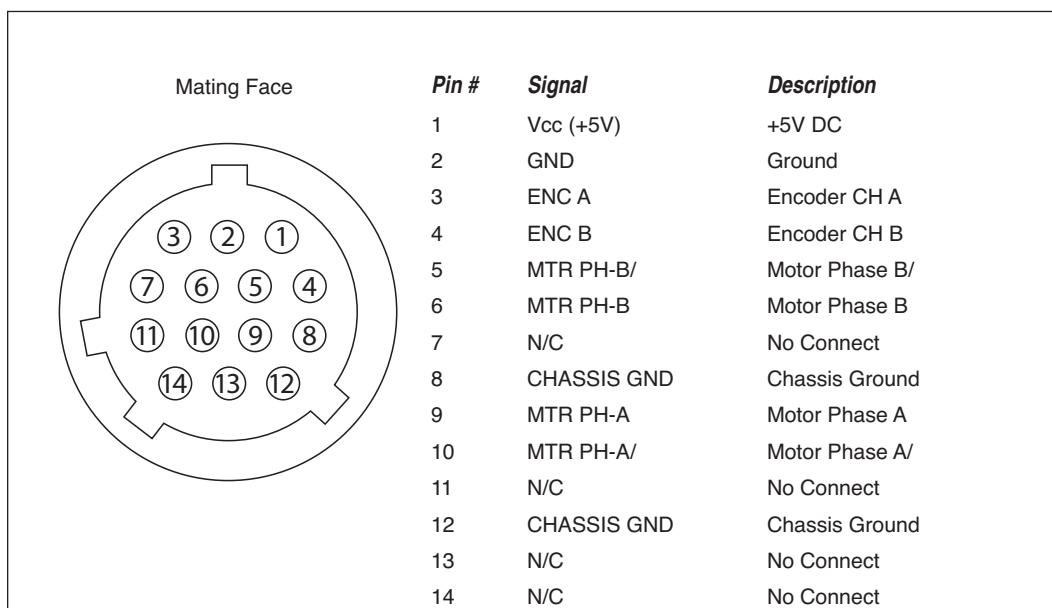 Mating Face
3 2 1
7 6 5 4
11 10 9 8
14 13 12
Pin # Signal Description
1 Vcc (+5V) +5V DC
2 GND Ground
3 ENC A Encoder CH A
4 ENC B Encoder CH B
5 MTR PH-B/ Motor Phase B/
6 MTR PH-B Motor Phase B
7 N/C No Connect
8 CHASSIS GND Chassis Ground
9 MTR PH-A Motor Phase A
10 MTR PH-A/ Motor Phase A/
11 N/C No Connect
12 CHASSIS GND Chassis Ground
13 N/C No Connect
14 N/C No Connect